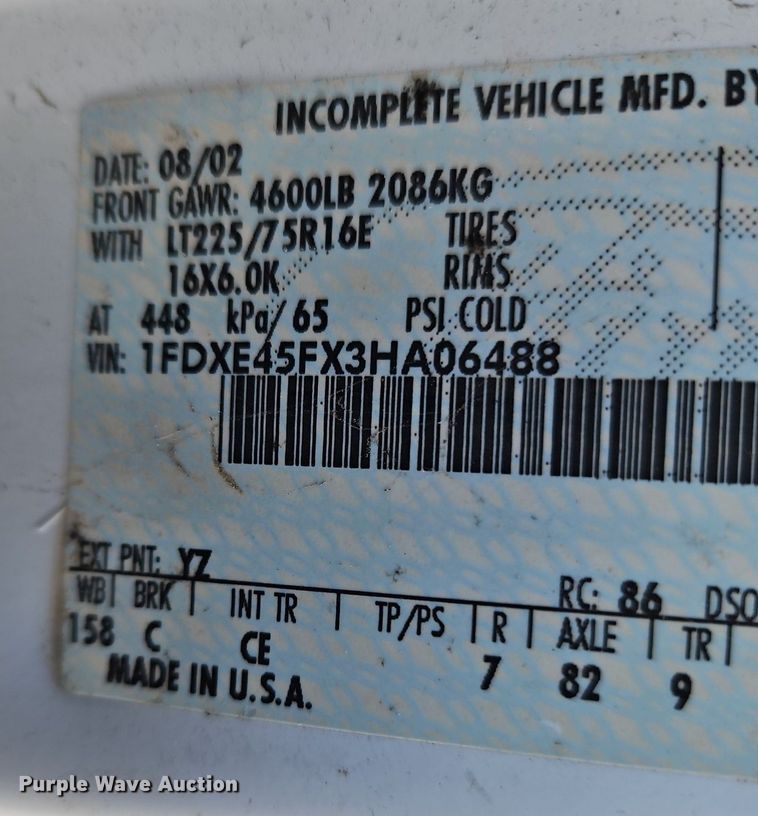 INCOMPLETE VEHICLE MFD. BY
DATE: 08/02
FRONT GAWR: 4600LB 2086KG
WITH LT225/75R16E TIRES
16X6.0K RIMS
AT 448 kPa/ 65 PSI COLD
VIN: 1FDXE45FX3HA06488
EXT PNT: YZ RC: 86 DSO
WB BRK INT TR TP/PS R AXLE TR
158 C CE 7 82 9
MADE IN U.S.A.
Purple Wave Auction